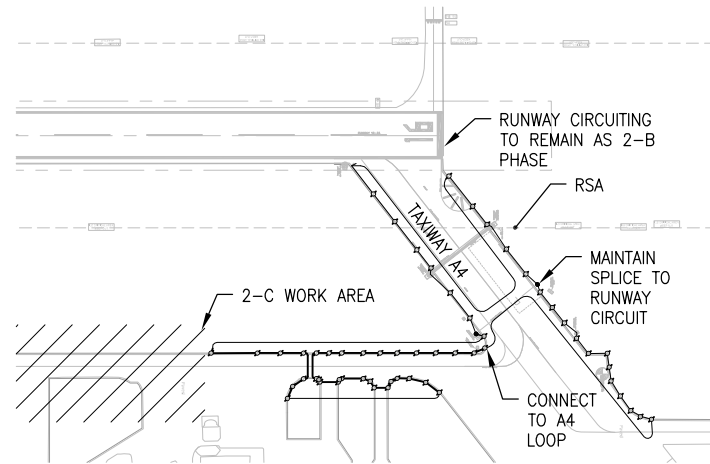 RUNWAY CIRCUITING
TO REMAIN AS 2-B
PHASE
RSA
TAXIWAY A4
MAINTAIN
SPLICE TO
RUNWAY
CIRCUIT
2-C WORK AREA
CONNECT
TO A4
LOOP